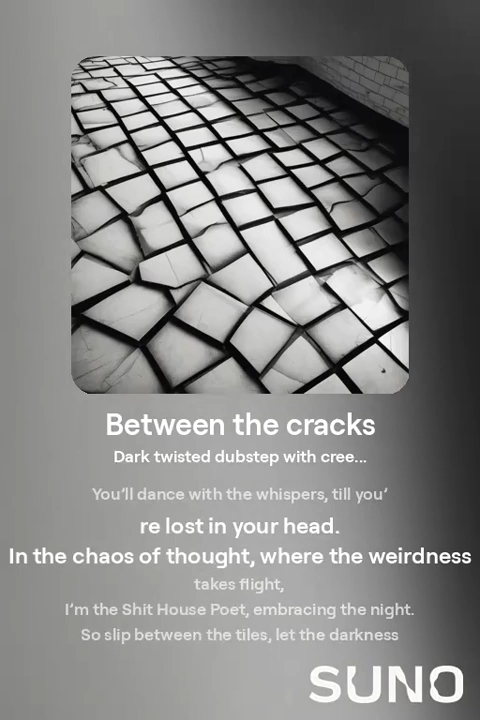 Between the cracks
Dark twisted dubstep with cree...
You'll dance with the whispers, till you'
re lost in your head.
In the chaos of thought, where the weirdness
takes flight,
I'm the Shit House Poet, embracing the night.
So slip between the tiles, let the darkness
SUNO